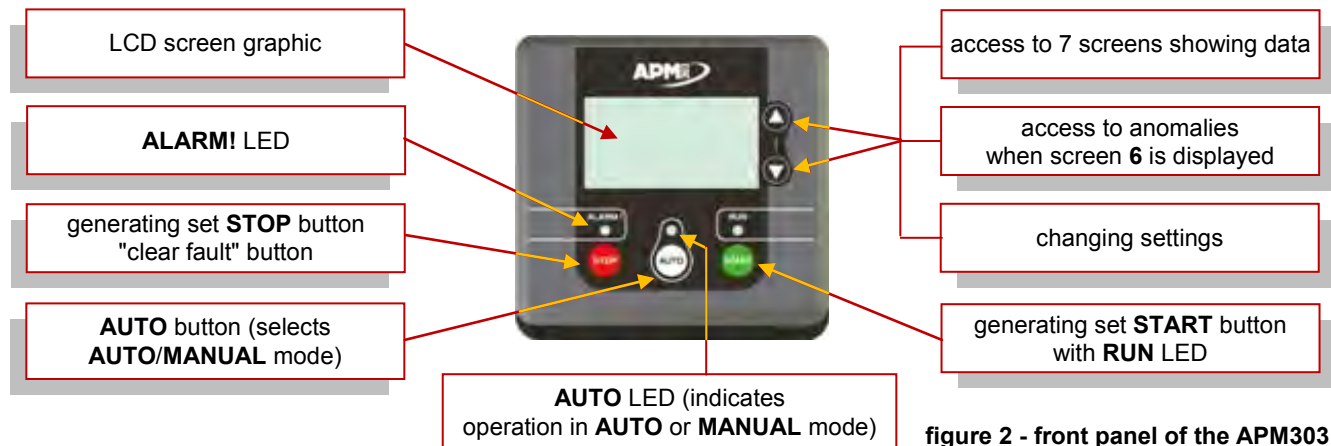 LCD screen graphic
ALARM! LED
generating set STOP button
"clear fault" button
AUTO button (selects
AUTO/MANUAL mode)
APM
ALARM
RUN
STOP
AUTO
START
AUTO LED (indicates
operation in AUTO or MANUAL mode)
access to 7 screens showing data
access to anomalies
when screen 6 is displayed
changing settings
generating set START button
with RUN LED
figure 2 - front panel of the APM303